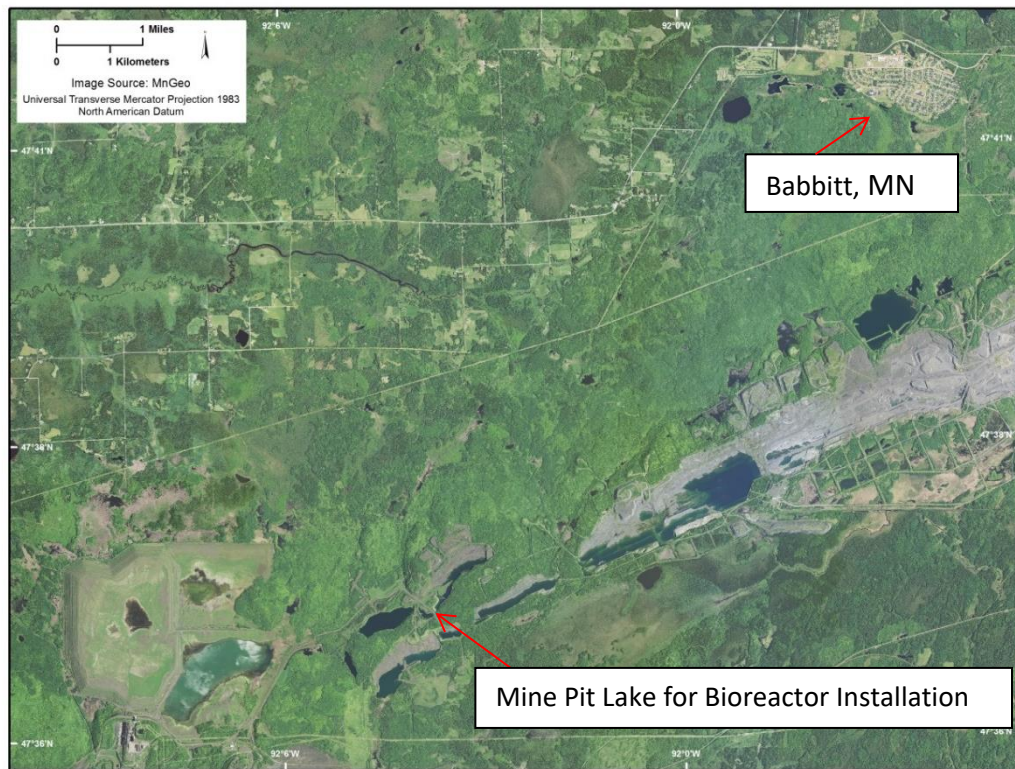 0 1 Miles
0 1 Kilometers
Image Source: MnGeo
Universal Transverse Mercator Projection 1983
North American Datum
92°6'W
92°0'W
47°41'N
47°41'N
Babbitt, MN
47°38'N
47°38'N
Mine Pit Lake for Bioreactor Installation
47°36'N
47°36'N
92°6'W
92°0'W